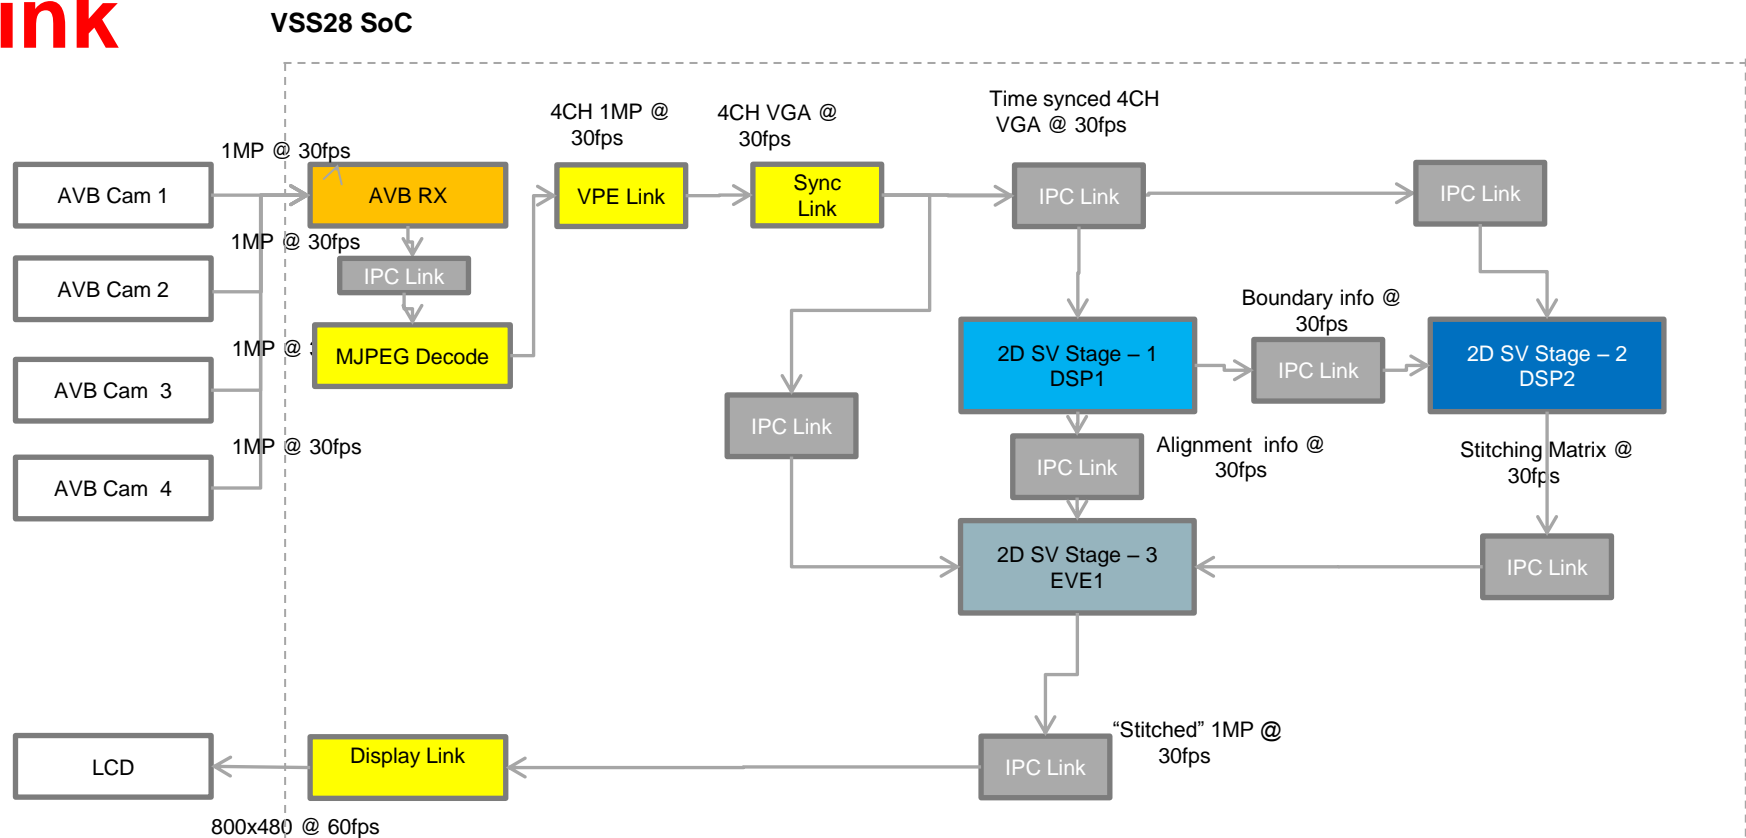 ink
VSS28 SoC
4CH 1MP @
30fps
4CH VGA @
30fps
Time synced 4CH
VGA @ 30fps
1MP @ 30fps
AVB Cam 1
AVB RX
VPE Link
Sync
Link
IPC Link
IPC Link
1MP @ 30fps
AVB Cam 2
IPC Link
Boundary info @
30fps
1MP @
MJPEG Decode
AVB Cam  3
2D SV Stage – 1
DSP1
IPC Link
2D SV Stage – 2
DSP2
IPC Link
1MP @ 30fps
AVB Cam  4
IPC Link
Alignment  info @
30fps
Stitching Matrix @
30fps
2D SV Stage – 3
EVE1
IPC Link
"Stitched" 1MP @
30fps
LCD
Display Link
IPC Link
800x480 @ 60fps